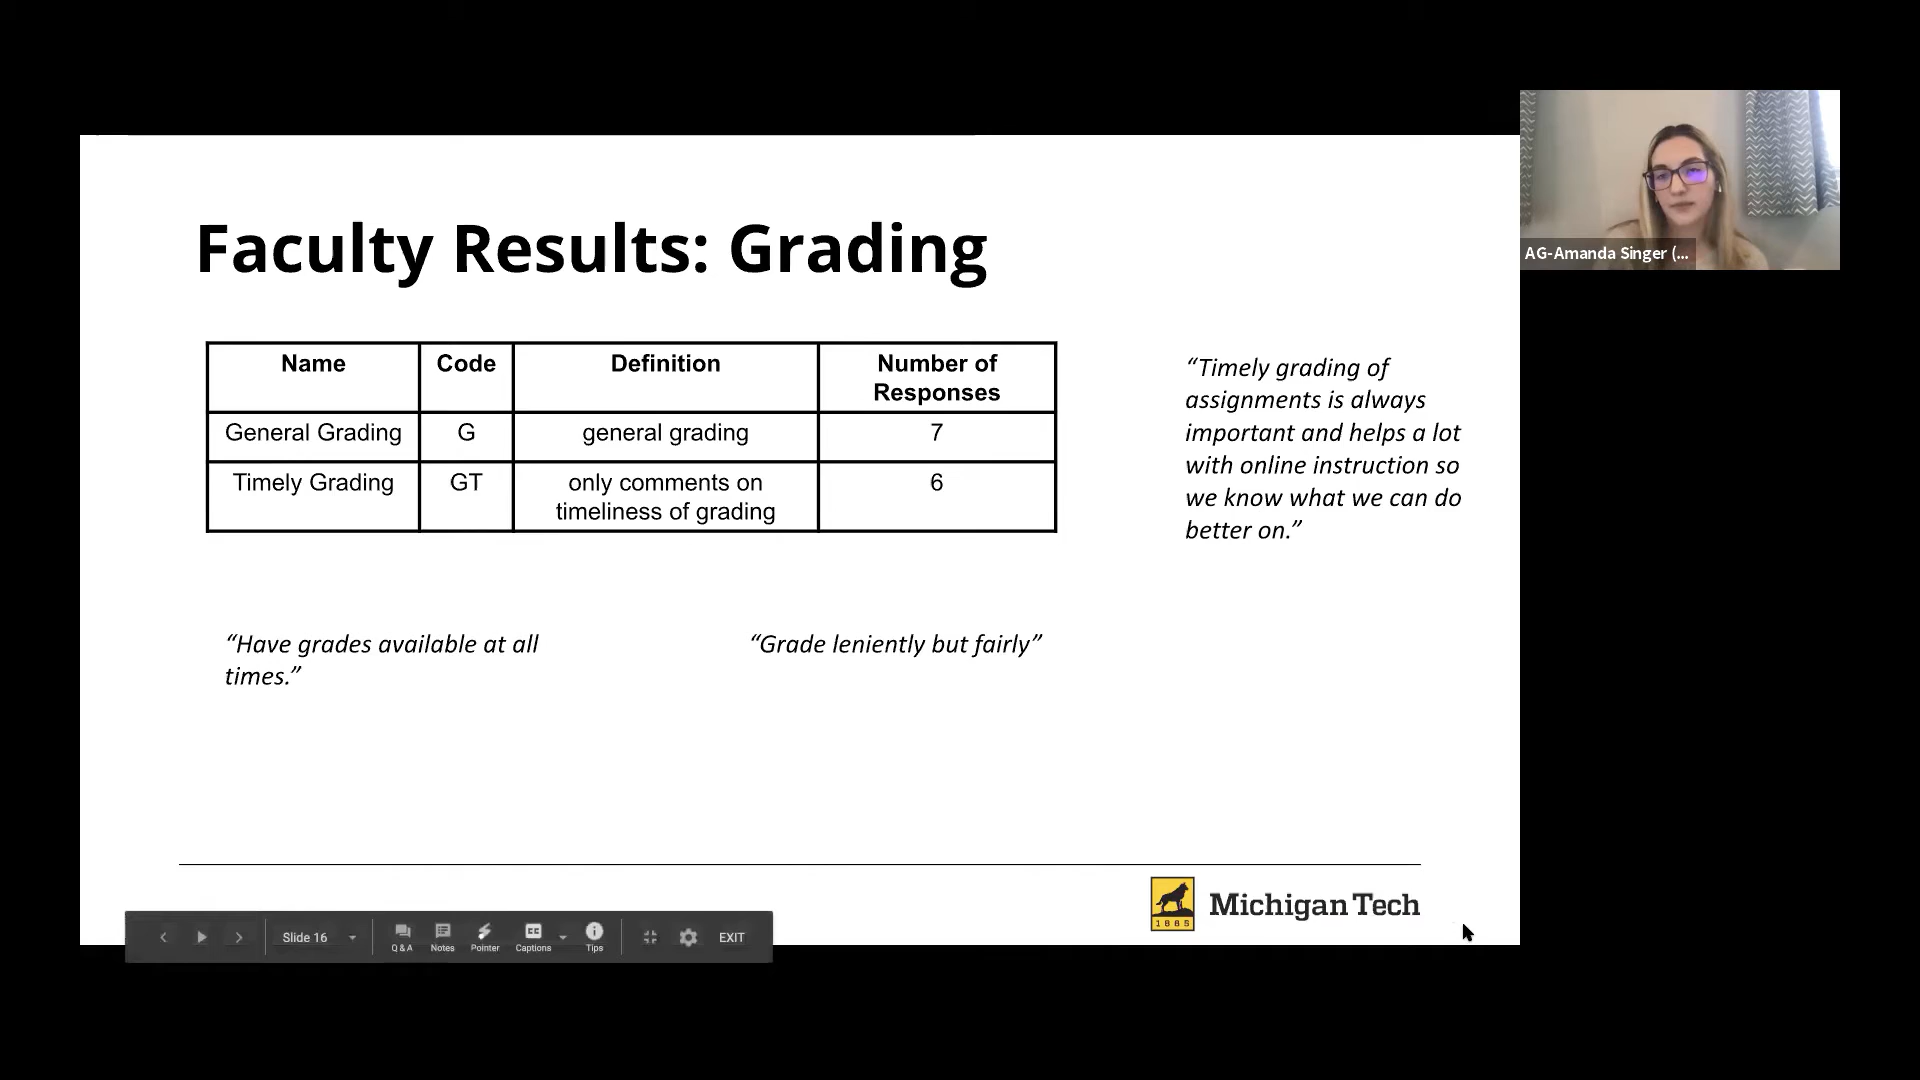 Faculty Results: Grading
AG-Amanda Singer (...
Name Code Definition Number of
Responses
General Grading G general grading 7
Timely Grading GT only comments on 6
timeliness of grading
“Timely grading of
assignments is always
important and helps a lot
with online instruction so
we know what we can do
better on.”
“Have grades available at all
times.”
“Grade leniently but fairly”
1885
Michigan Tech
Slide 16
Q & A
Notes
Pointer
CC
Captions
Tips
EXIT